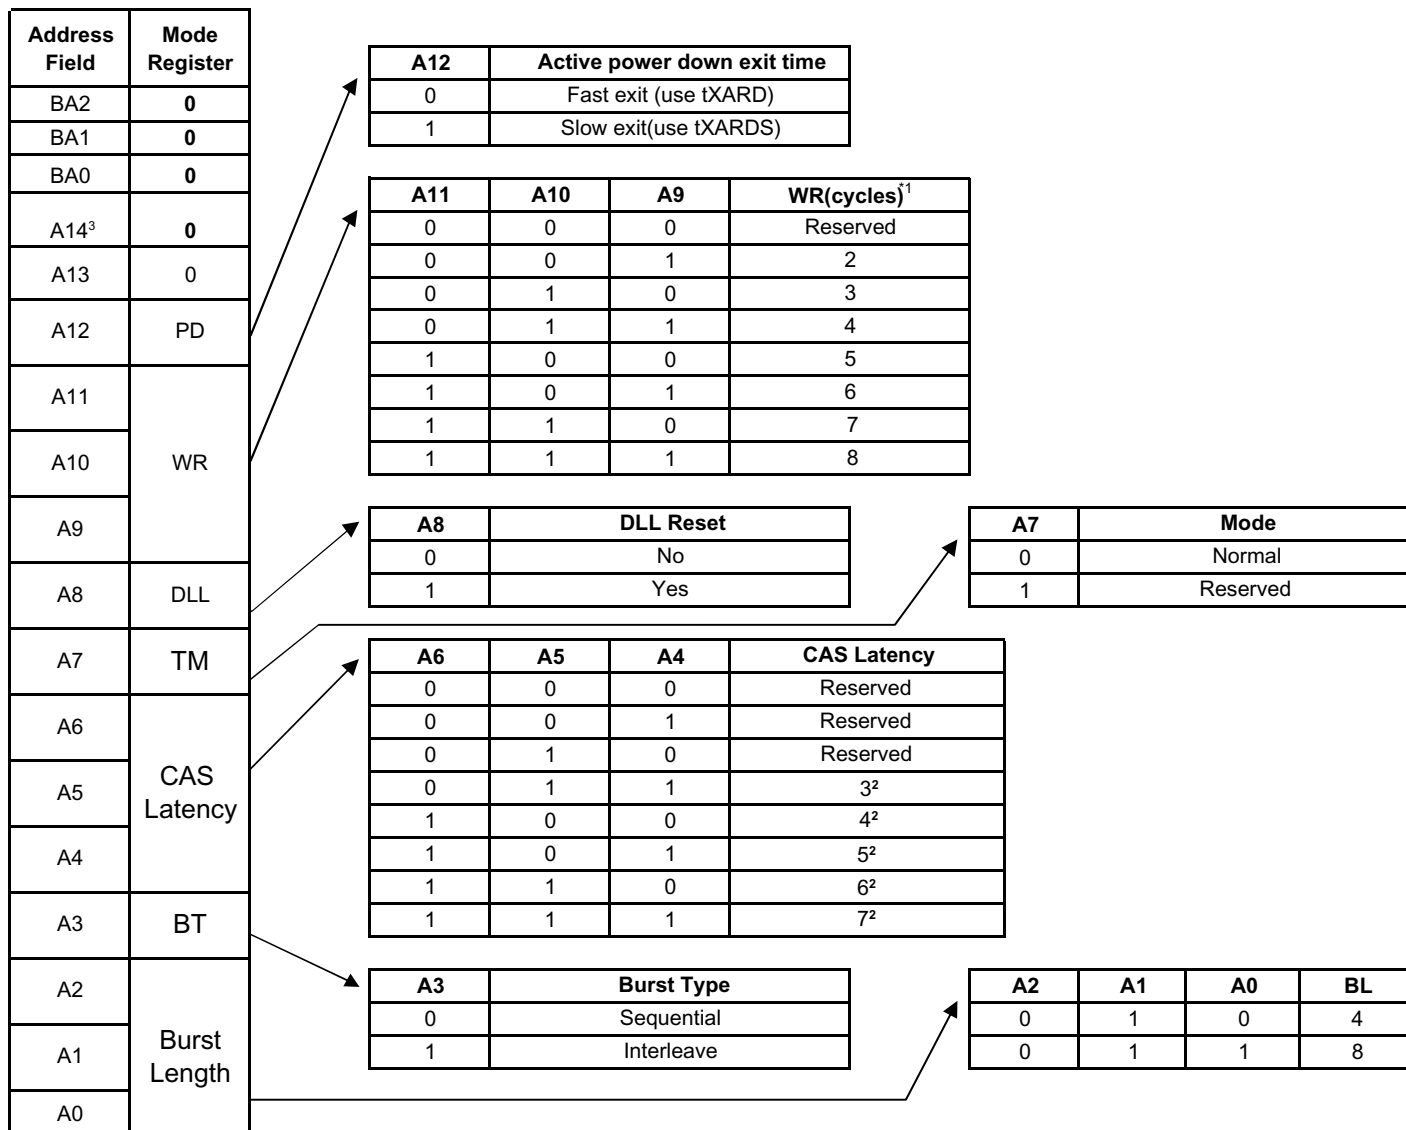 Address Field Mode Register
BA2 0
BA1 0
BA0 0
A14³ 0
A13 0
A12 PD
A11
A10 WR
A9
A8 DLL
A7 TM
A6
A5 CAS Latency
A4
A3 BT
A2
A1 Burst Length
A0
A12 Active power down exit time
0 Fast exit (use tXARD)
1 Slow exit(use tXARDS)
A11 A10 A9 WR(cycles)*1
0 0 0 Reserved
0 0 1 2
0 1 0 3
0 1 1 4
1 0 0 5
1 0 1 6
1 1 0 7
1 1 1 8
A8 DLL Reset
0 No
1 Yes
A7 Mode
0 Normal
1 Reserved
A6 A5 A4 CAS Latency
0 0 0 Reserved
0 0 1 Reserved
0 1 0 Reserved
0 1 1 3²
1 0 0 4²
1 0 1 5²
1 1 0 6²
1 1 1 7²
A3 Burst Type
0 Sequential
1 Interleave
A2 A1 A0 BL
0 1 0 4
0 1 1 8